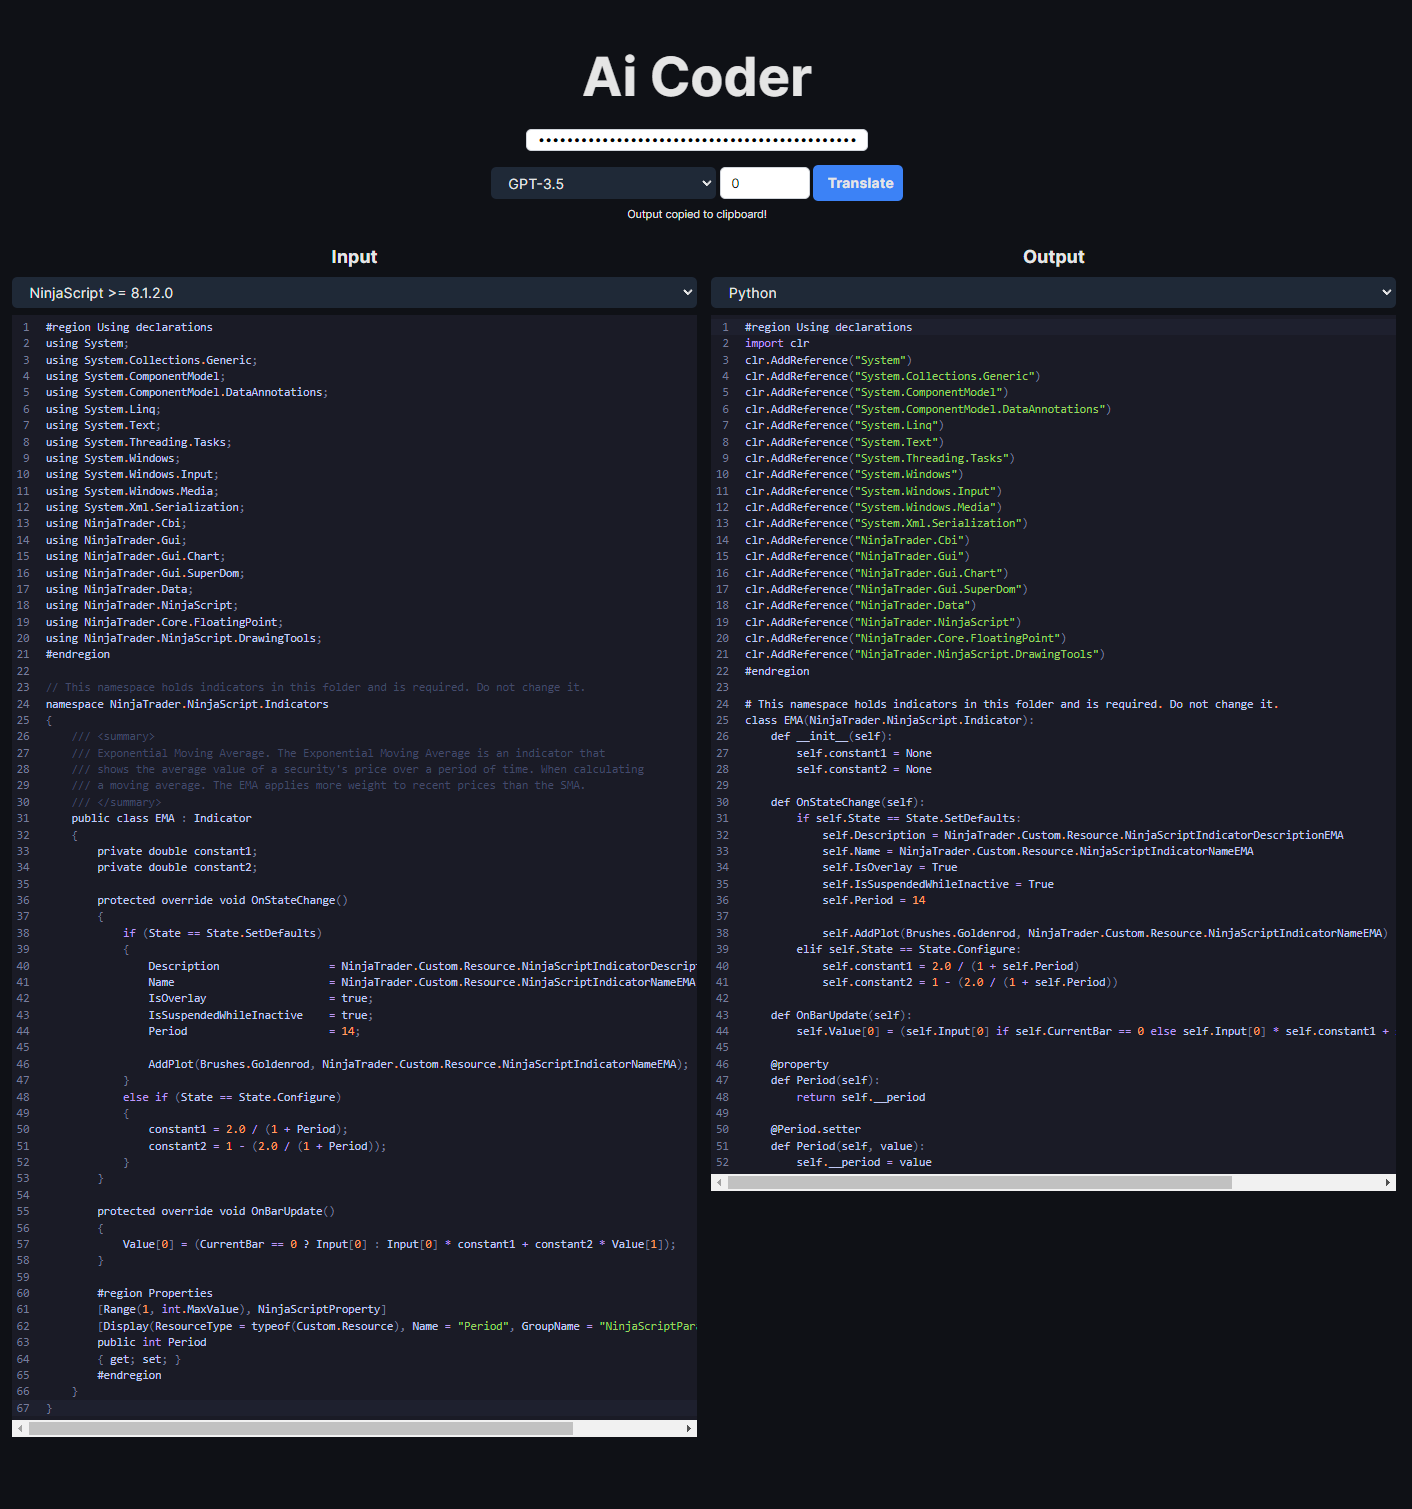 Ai Coder
GPT-3.5
0
Translate
Output copied to clipboard!
Input
NinjaScript >= 8.1.2.0
1 #region Using declarations
2 using System;
3 using System.Collections.Generic;
4 using System.ComponentModel;
5 using System.ComponentModel.DataAnnotations;
6 using System.Linq;
7 using System.Text;
8 using System.Threading.Tasks;
9 using System.Windows;
10 using System.Windows.Input;
11 using System.Windows.Media;
12 using System.Xml.Serialization;
13 using NinjaTrader.Cbi;
14 using NinjaTrader.Gui;
15 using NinjaTrader.Gui.Chart;
16 using NinjaTrader.Gui.SuperDom;
17 using NinjaTrader.Data;
18 using NinjaTrader.NinjaScript;
19 using NinjaTrader.Core.FloatingPoint;
20 using NinjaTrader.NinjaScript.DrawingTools;
21 #endregion
22
23 // This namespace holds indicators in this folder and is required. Do not change it.
24 namespace NinjaTrader.NinjaScript.Indicators
25 {
26     /// <summary>
27     /// Exponential Moving Average. The Exponential Moving Average is an indicator that
28     /// shows the average value of a security's price over a period of time. When calculating
29     /// a moving average. The EMA applies more weight to recent prices than the SMA.
30     /// </summary>
31     public class EMA : Indicator
32     {
33         private double constant1;
34         private double constant2;
35
36         protected override void OnStateChange()
37         {
38             if (State == State.SetDefaults)
39             {
40                 Description                 = NinjaTrader.Custom.Resource.NinjaScriptIndicatorDescript
41                 Name                        = NinjaTrader.Custom.Resource.NinjaScriptIndicatorNameEMA
42                 IsOverlay                   = true;
43                 IsSuspendedWhileInactive    = true;
44                 Period                      = 14;
45
46                 AddPlot(Brushes.Goldenrod, NinjaTrader.Custom.Resource.NinjaScriptIndicatorNameEMA);
47             }
48             else if (State == State.Configure)
49             {
50                 constant1 = 2.0 / (1 + Period);
51                 constant2 = 1 - (2.0 / (1 + Period));
52             }
53         }
54
55         protected override void OnBarUpdate()
56         {
57             Value[0] = (CurrentBar == 0 ? Input[0] : Input[0] * constant1 + constant2 * Value[1]);
58         }
59
60         #region Properties
61         [Range(1, int.MaxValue), NinjaScriptProperty]
62         [Display(ResourceType = typeof(Custom.Resource), Name = "Period", GroupName = "NinjaScriptPar
63         public int Period
64         { get; set; }
65         #endregion
66     }
67 }
Output
Python
1 #region Using declarations
2 import clr
3 clr.AddReference("System")
4 clr.AddReference("System.Collections.Generic")
5 clr.AddReference("System.ComponentModel")
6 clr.AddReference("System.ComponentModel.DataAnnotations")
7 clr.AddReference("System.Linq")
8 clr.AddReference("System.Text")
9 clr.AddReference("System.Threading.Tasks")
10 clr.AddReference("System.Windows")
11 clr.AddReference("System.Windows.Input")
12 clr.AddReference("System.Windows.Media")
13 clr.AddReference("System.Xml.Serialization")
14 clr.AddReference("NinjaTrader.Cbi")
15 clr.AddReference("NinjaTrader.Gui")
16 clr.AddReference("NinjaTrader.Gui.Chart")
17 clr.AddReference("NinjaTrader.Gui.SuperDom")
18 clr.AddReference("NinjaTrader.Data")
19 clr.AddReference("NinjaTrader.NinjaScript")
20 clr.AddReference("NinjaTrader.Core.FloatingPoint")
21 clr.AddReference("NinjaTrader.NinjaScript.DrawingTools")
22 #endregion
23
24 # This namespace holds indicators in this folder and is required. Do not change it.
25 class EMA(NinjaTrader.NinjaScript.Indicator):
26     def __init__(self):
27         self.constant1 = None
28         self.constant2 = None
29
30     def OnStateChange(self):
31         if self.State == State.SetDefaults:
32             self.Description = NinjaTrader.Custom.Resource.NinjaScriptIndicatorDescriptionEMA
33             self.Name = NinjaTrader.Custom.Resource.NinjaScriptIndicatorNameEMA
34             self.IsOverlay = True
35             self.IsSuspendedWhileInactive = True
36             self.Period = 14
37
38             self.AddPlot(Brushes.Goldenrod, NinjaTrader.Custom.Resource.NinjaScriptIndicatorNameEMA)
39         elif self.State == State.Configure:
40             self.constant1 = 2.0 / (1 + self.Period)
41             self.constant2 = 1 - (2.0 / (1 + self.Period))
42
43     def OnBarUpdate(self):
44         self.Value[0] = (self.Input[0] if self.CurrentBar == 0 else self.Input[0] * self.constant1 +
45
46     @property
47     def Period(self):
48         return self.__period
49
50     @Period.setter
51     def Period(self, value):
52         self.__period = value